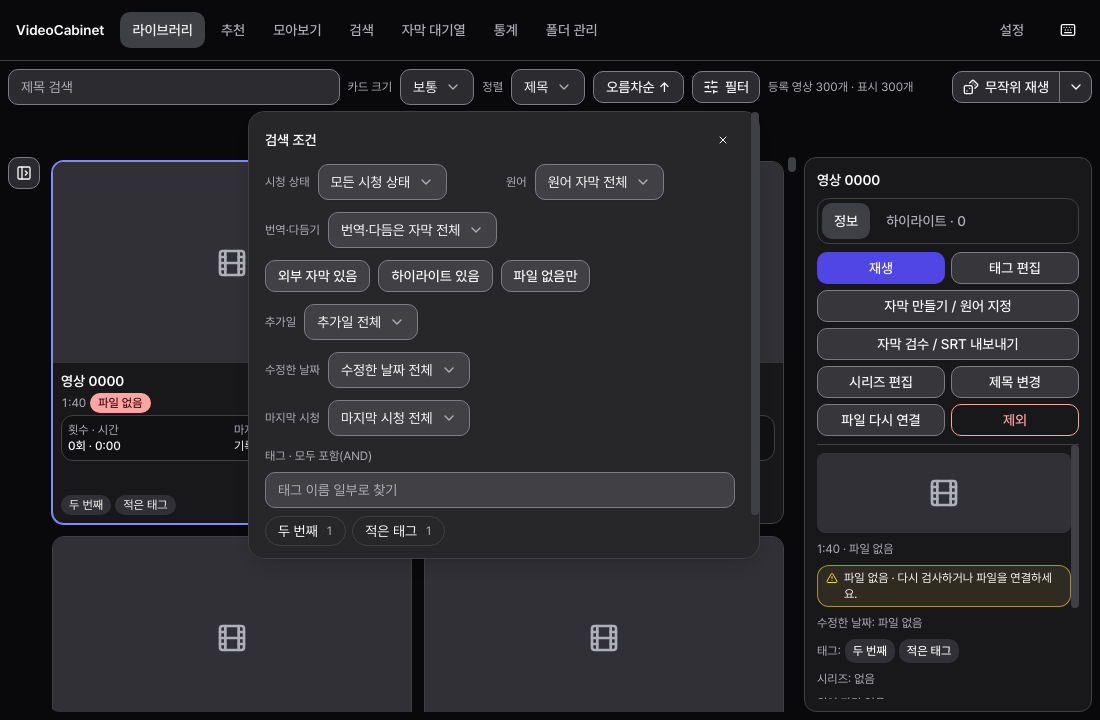 VideoCabinet 라이브러리 추천 모아보기 검색 자막 대기열 통계 폴더 관리 설정
제목 검색 카드 크기 보통 정렬 제목 오름차순 ↑ 필터 등록 영상 300개 · 표시 300개 무작위 재생
검색 조건
시청 상태 모든 시청 상태 원어 원어 자막 전체
번역·다듬기 번역·다듬은 자막 전체
외부 자막 있음 하이라이트 있음 파일 없음만
추가일 추가일 전체
수정한 날짜 수정한 날짜 전체
마지막 시청 마지막 시청 전체
태그 · 모두 포함(AND)
태그 이름 일부로 찾기
두 번째 1 적은 태그 1
영상 0000
1:40 파일 없음
횟수 · 시간
0회 · 0:00
두 번째 적은 태그
영상 0000
정보 하이라이트 · 0
재생 태그 편집
자막 만들기 / 원어 지정
자막 검수 / SRT 내보내기
시리즈 편집 제목 변경
파일 다시 연결 제외
1:40 · 파일 없음
파일 없음 · 다시 검사하거나 파일을 연결하세
요.
수정한 날짜: 파일 없음
태그: 두 번째 적은 태그
시리즈: 없음